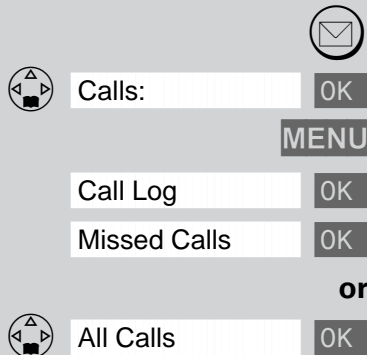 Calls: OK
MENU
Call Log OK
Missed Calls OK
or
All Calls OK